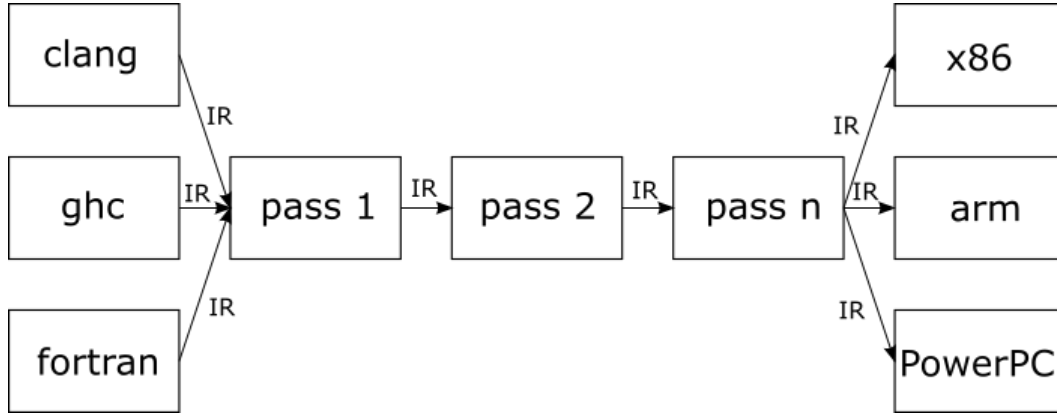 clang
x86
IR
IR
ghc
IR
pass 1
IR
pass 2
IR
pass n
IR
arm
IR
IR
fortran
PowerPC